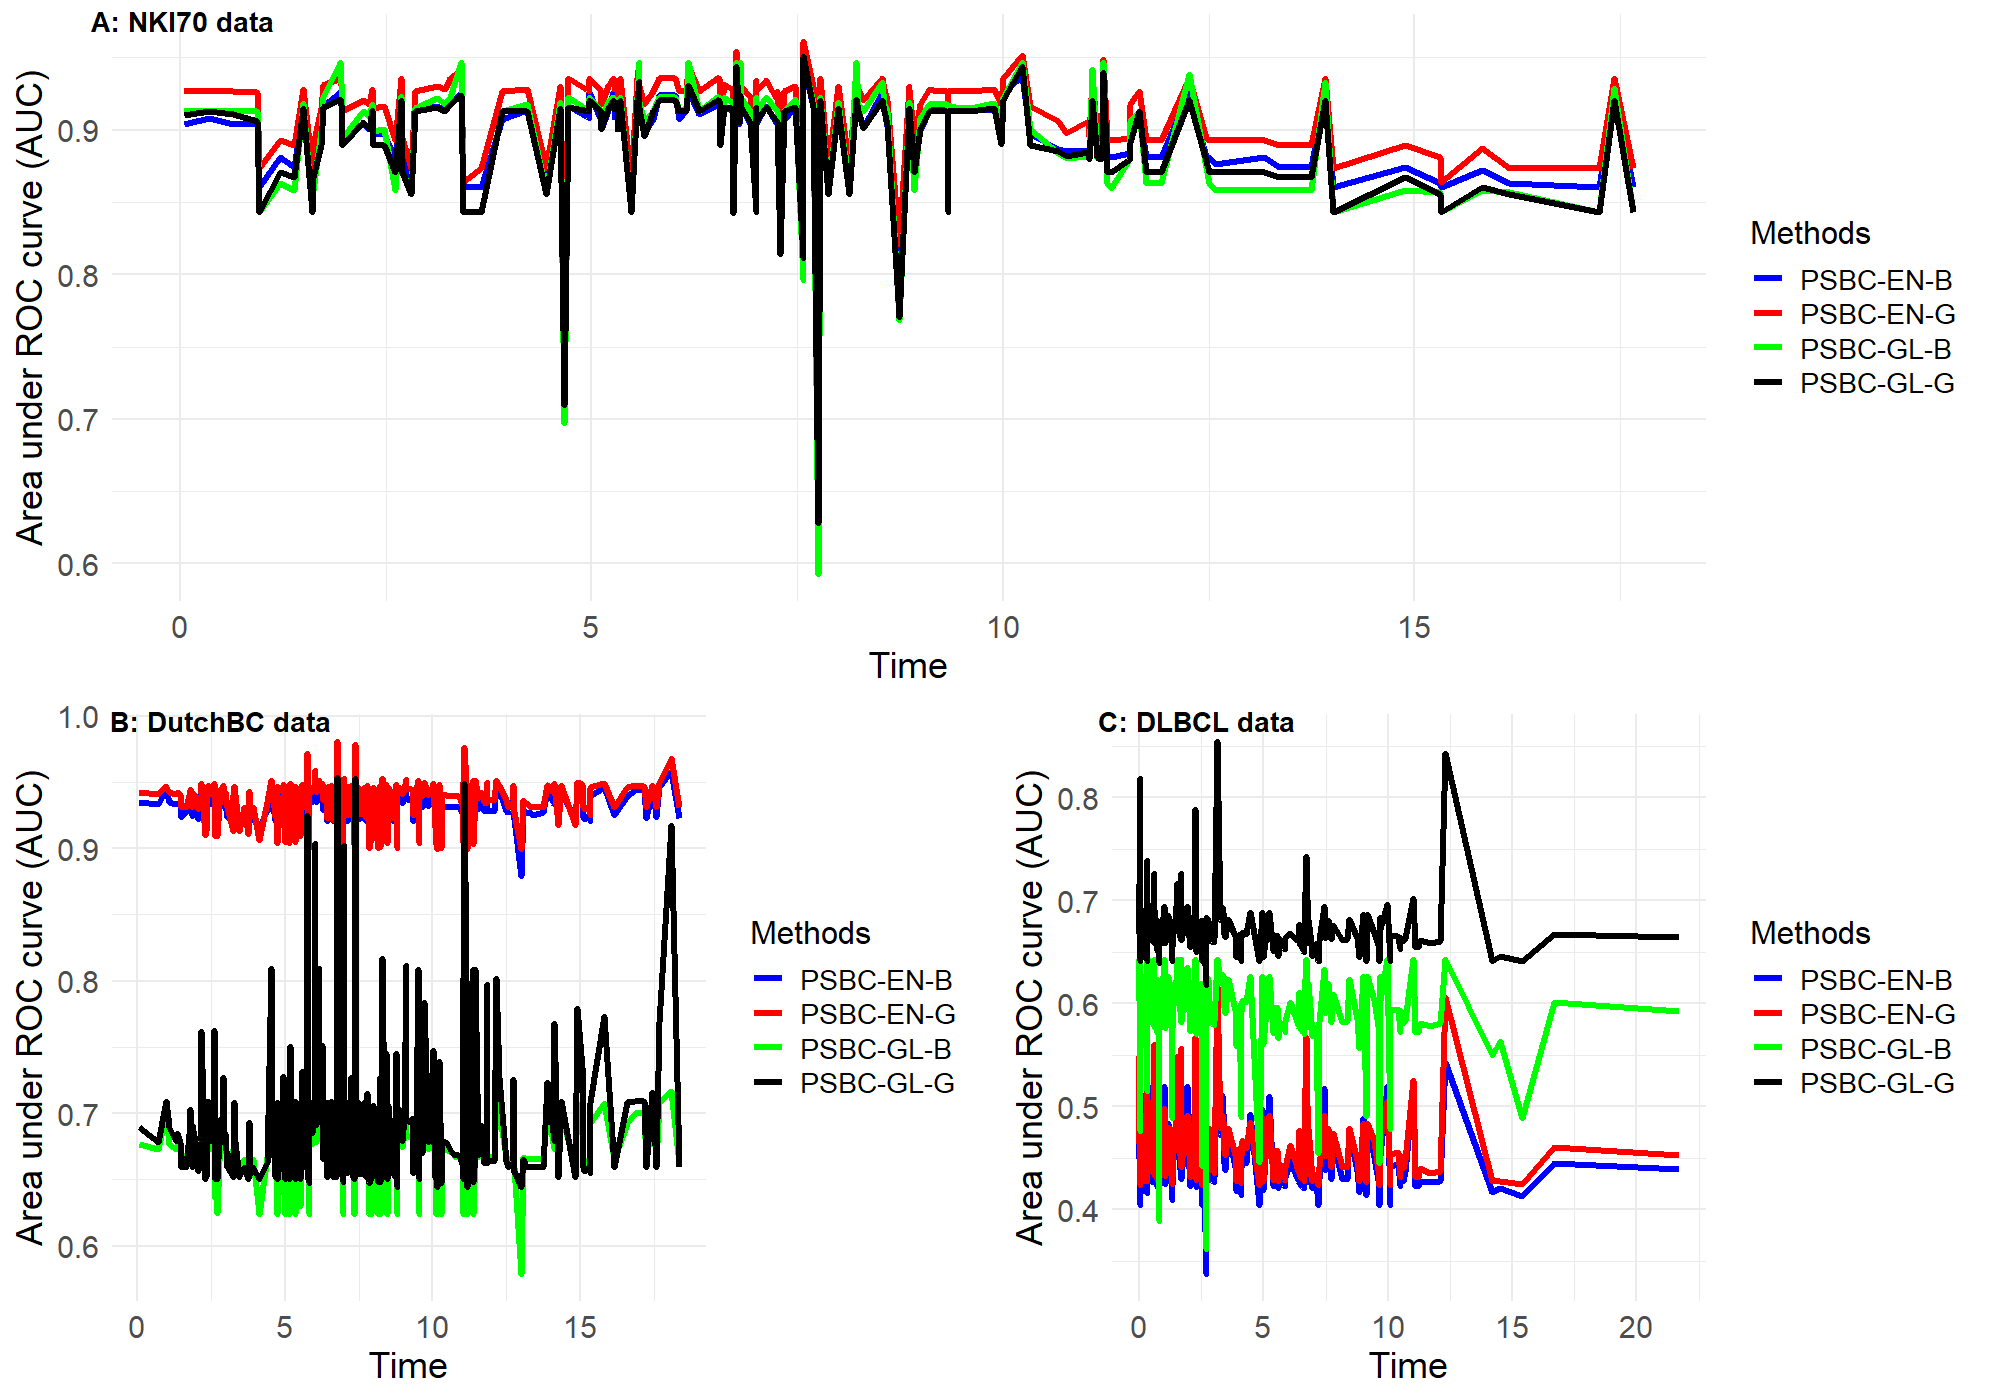 A: NKI70 data
Area under ROC curve (AUC)
0.9
0.8
0.7
0.6
0 5 10 15
Time
Methods
PSBC-EN-B
PSBC-EN-G
PSBC-GL-B
PSBC-GL-G
B: DutchBC data
Area under ROC curve (AUC)
1.0
0.9
0.8
0.7
0.6
0 5 10 15
Time
Methods
PSBC-EN-B
PSBC-EN-G
PSBC-GL-B
PSBC-GL-G
C: DLBCL data
Area under ROC curve (AUC)
0.8
0.7
0.6
0.5
0.4
0 5 10 15 20
Time
Methods
PSBC-EN-B
PSBC-EN-G
PSBC-GL-B
PSBC-GL-G